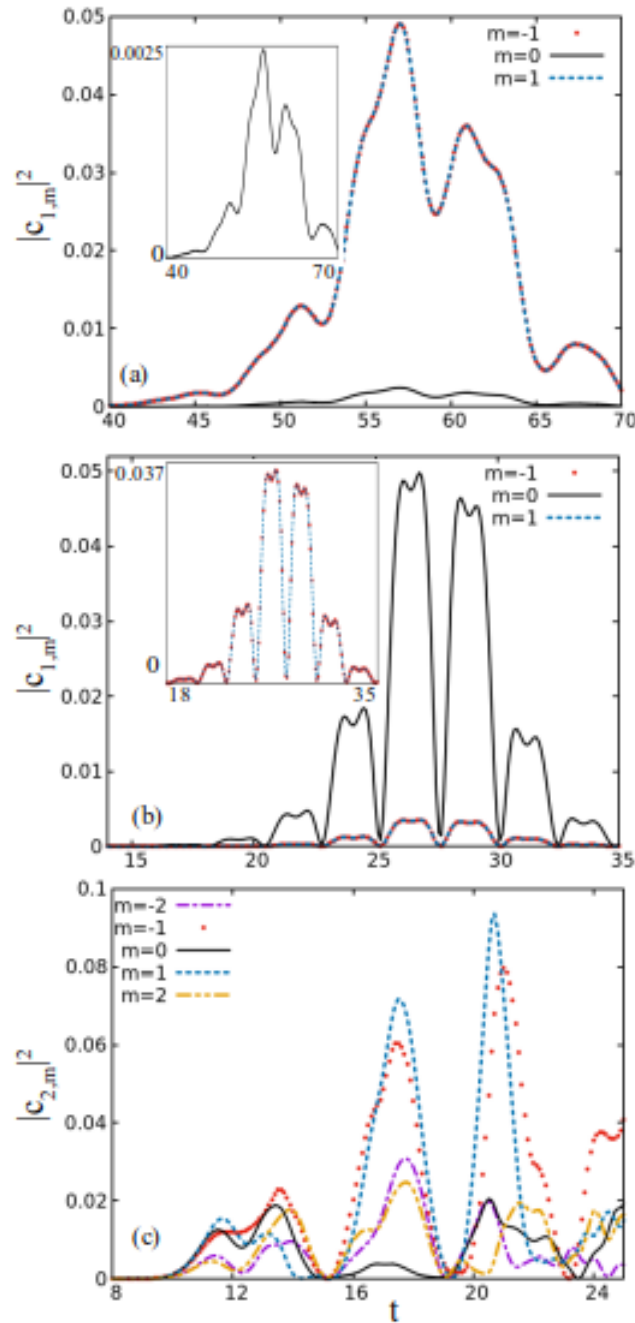 0.05
0.04
0.03
0.02
0.01
0
|c1,m|²
0.0025
0
40 70
m=-1
m=0
m=1
(a)
40 45 50 55 60 65 70
0.05
0.04
0.03
0.02
0.01
0
|c1,m|²
0.037
0
18 35
m=-1
m=0
m=1
(b)
15 20 25 30 35
0.1
0.08
0.06
0.04
0.02
0
|c2,m|²
m=-2
m=-1
m=0
m=1
m=2
(c)
8 12 16 20 24
t